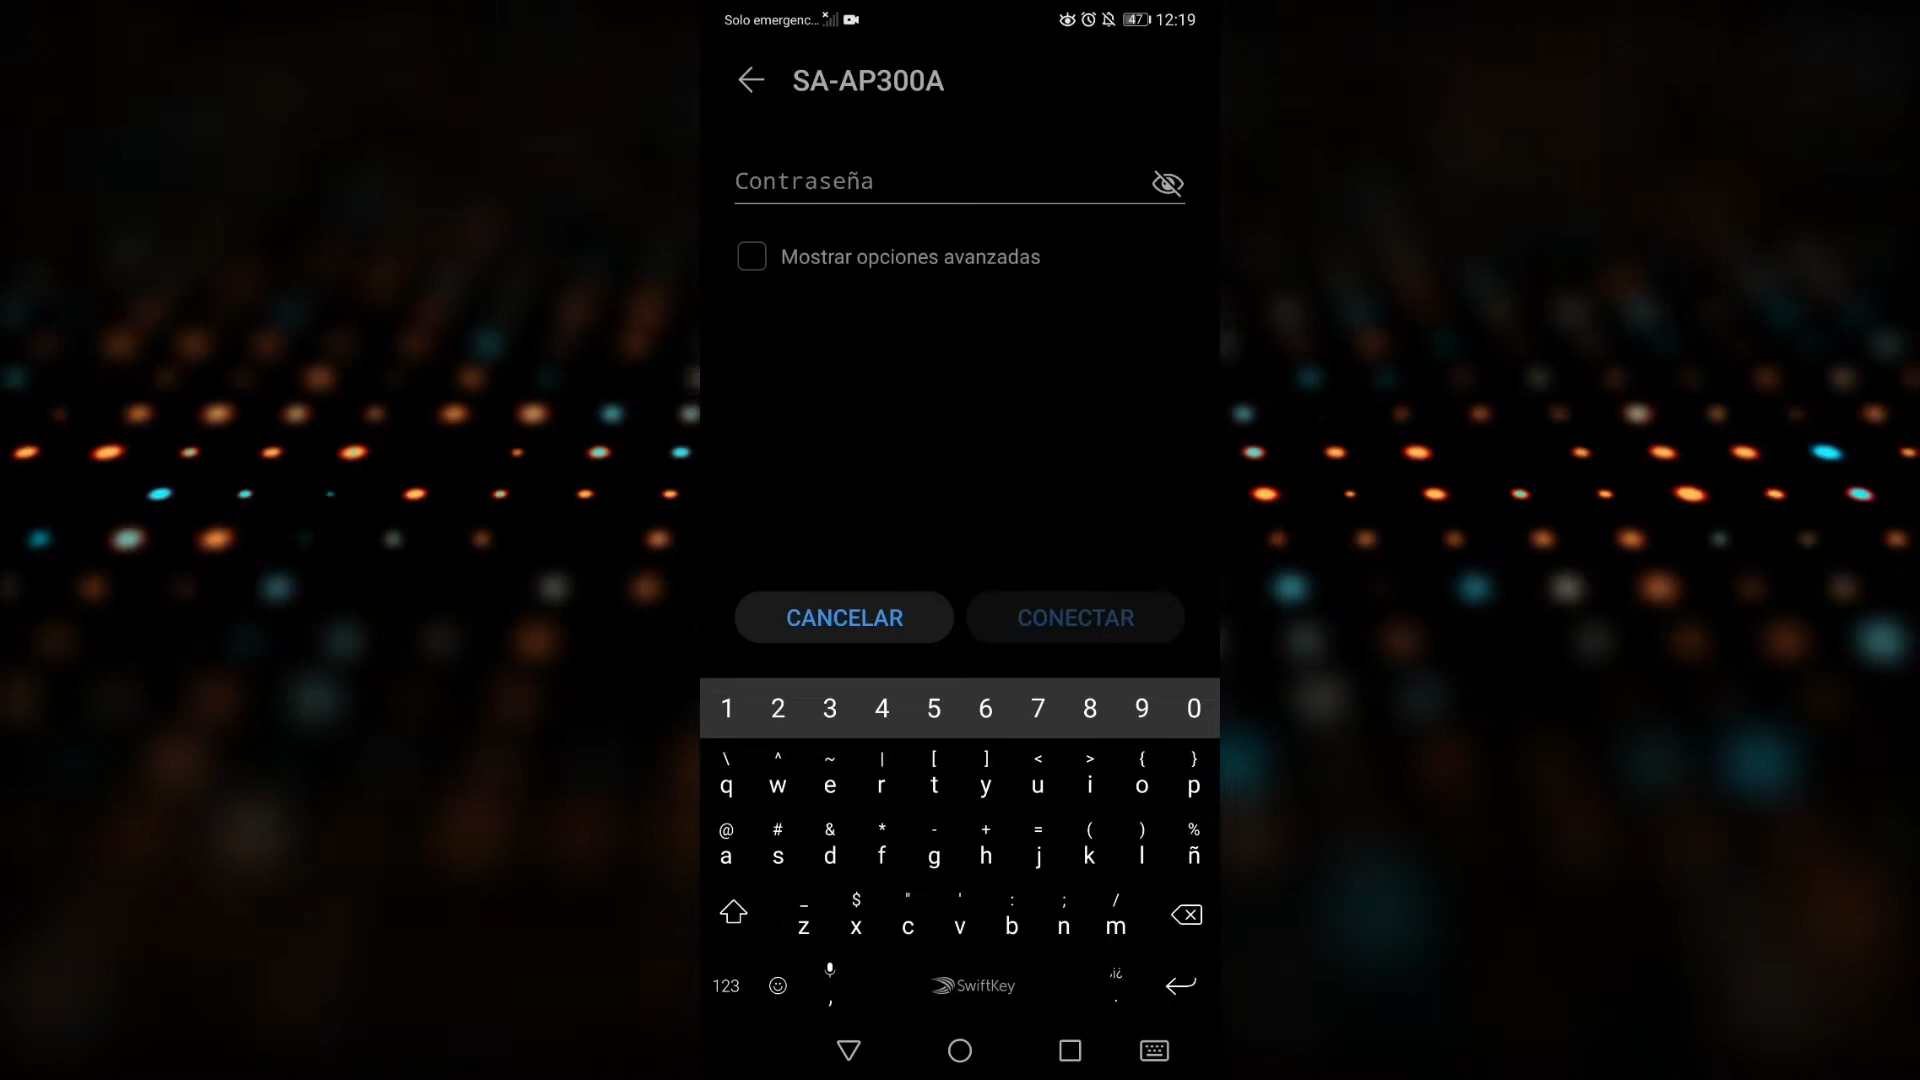 Solo emergenc... 47 12:19
SA-AP300A
Contraseña
Mostrar opciones avanzadas
CANCELAR CONECTAR
1 2 3 4 5 6 7 8 9 0
\ ^ ~ | [ ] < > { }
q w e r t y u i o p
@ # & * - + = ( ) %
a s d f g h j k l ñ
_ $ " ' : ; /
z x c v b n m
123 , SwiftKey ,¡¿ .